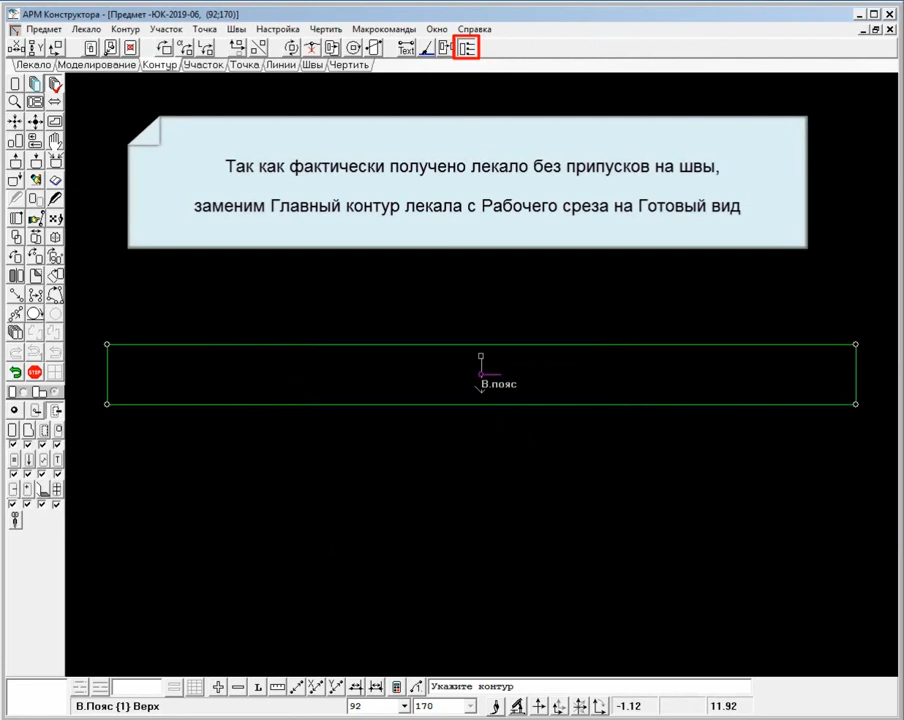 АРМ Конструктора - [Предмет -ЮК-2019-06, (92;170)]
Предмет Лекало Контур Участок Точка Швы Настройка Чертить Макрокоманды Окно Справка
Text
Лекало Моделирование Контур Участок Точка Линии Швы Чертить
Так как фактически получено лекало без припусков на швы,
заменим Главный контур лекала с Рабочего среза на Готовый вид
В.пояс
STOP
Укажите контур
В.Пояс {1} Верх 92 170 -1.12 11.92